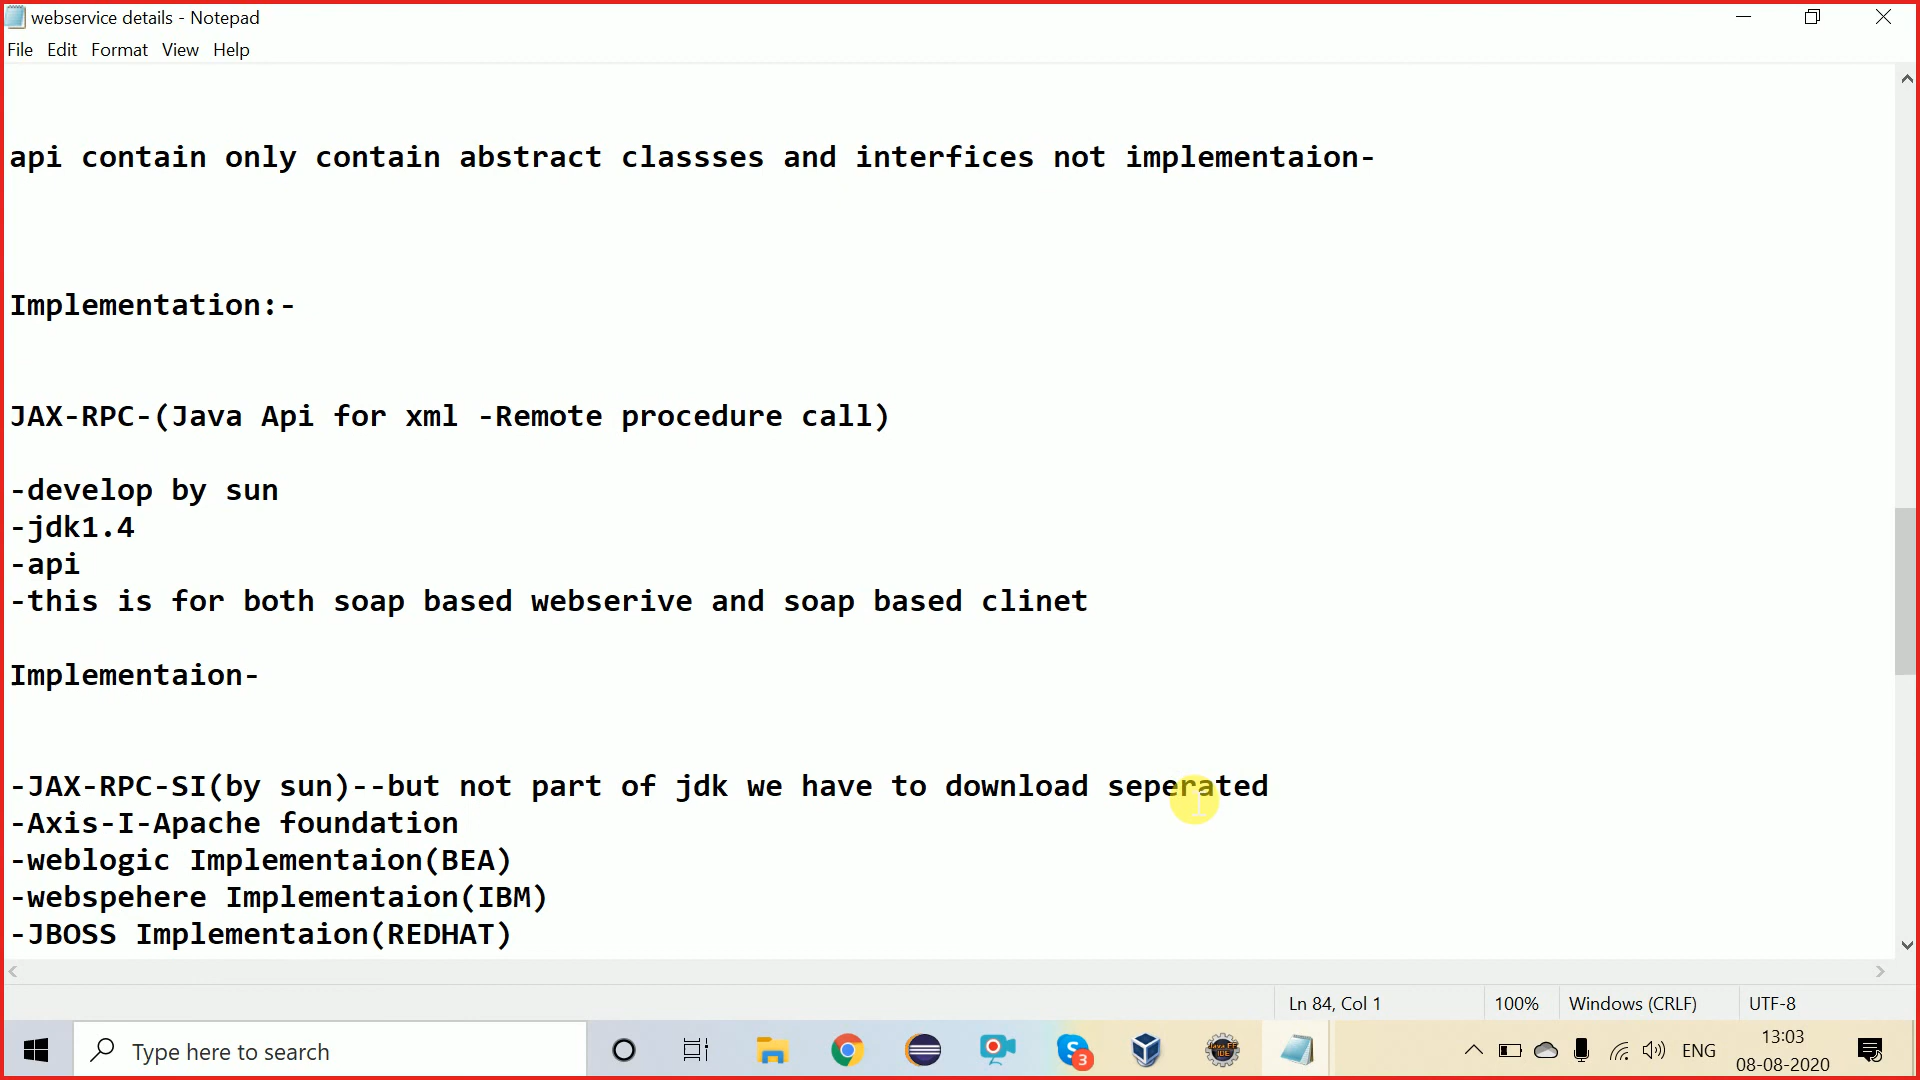 webservice details - Notepad
File Edit Format View Help
api contain only contain abstract classses and interfices not implementaion-
Implementation:-
JAX-RPC-(Java Api for xml -Remote procedure call)
-develop by sun
-jdk1.4
-api
-this is for both soap based webserive and soap based clinet
Implementaion-
-JAX-RPC-SI(by sun)--but not part of jdk we have to download seperated
-Axis-I-Apache foundation
-weblogic Implementaion(BEA)
-webspehere Implementaion(IBM)
-JBOSS Implementaion(REDHAT)
Ln 84, Col 1 100% Windows (CRLF) UTF-8
Type here to search
3
ENG
13:03
08-08-2020